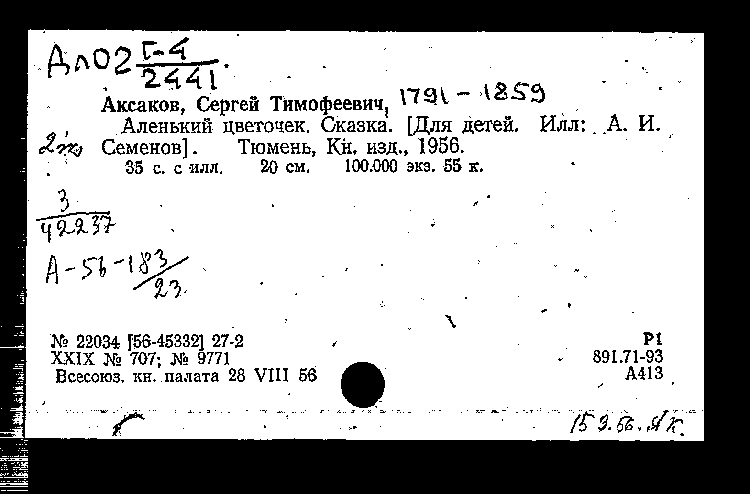 Дл02 Г-4/2441.
Аксаков, Сергей Тимофеевич, 1791 - 1859
Аленький цветочек. Сказка. [Для детей. Илл: А. И.
Семенов]. Тюмень, Кн. изд., 1956.
35 с. с илл. 20 см. 100.000 экз. 55 к.
3/42237
А-56-183/23
№ 22034 [56-45332] 27-2
P1
XXIX № 707; № 9771
891.71-93
Всесоюз. кн. палата 28 VIII 56
А413